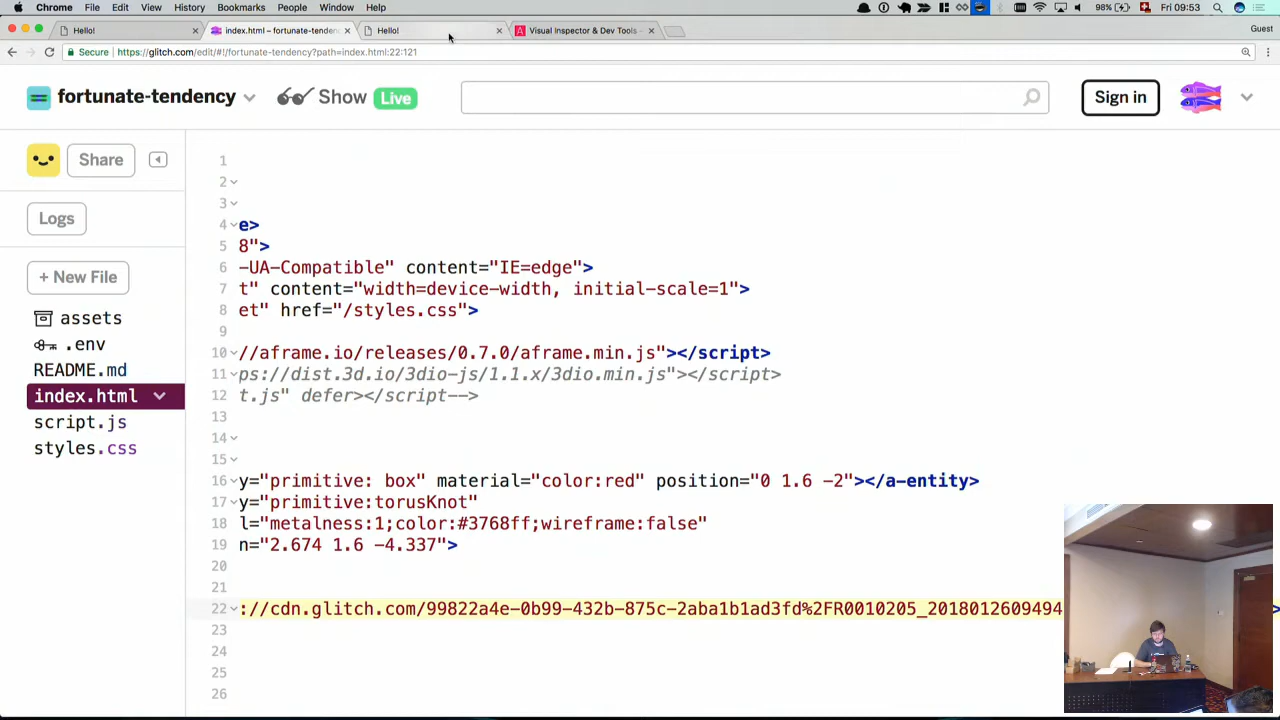 Chrome File Edit View History Bookmarks People Window Help 98% Fri 09:53
Hello! index.html – fortunate-tenden Hello! Visual Inspector & Dev Tools - Guest
Secure https://glitch.com/edit/#!/fortunate-tendency?path=index.html:22:121
fortunate-tendency Show Live Sign in
Share
Logs
+ New File
assets
.env
README.md
index.html
script.js
styles.css
1
2
3
4 e>
5 8">
6 -UA-Compatible" content="IE=edge">
7 t" content="width=device-width, initial-scale=1">
8 et" href="/styles.css">
9
10 //aframe.io/releases/0.7.0/aframe.min.js"></script>
11 ps://dist.3d.io/3dio-js/1.1.x/3dio.min.js"></script>
12 t.js" defer></script-->
13
14
15
16 y="primitive: box" material="color:red" position="0 1.6 -2"></a-entity>
17 y="primitive:torusKnot"
18 l="metalness:1;color:#3768ff;wireframe:false"
19 n="2.674 1.6 -4.337">
20
21
22 ://cdn.glitch.com/99822a4e-0b99-432b-875c-2aba1b1ad3fd%2FR0010205_2018012609494 >
23
24
25
26